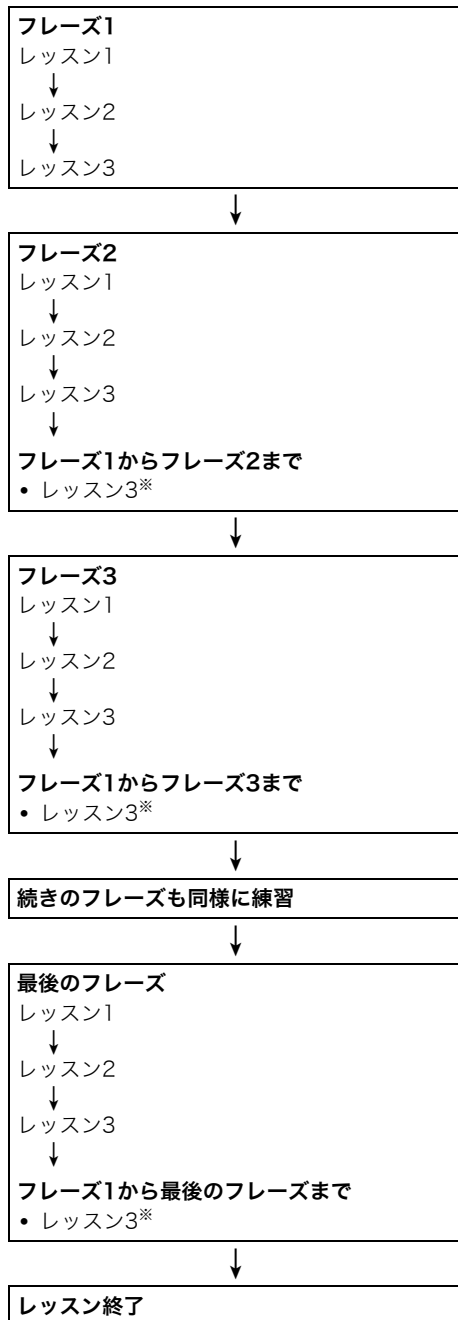 フレーズ1
レッスン1
↓
レッスン2
↓
レッスン3
↓
フレーズ2
レッスン1
↓
レッスン2
↓
レッスン3
↓
フレーズ1からフレーズ2まで
• レッスン3※
↓
フレーズ3
レッスン1
↓
レッスン2
↓
レッスン3
↓
フレーズ1からフレーズ3まで
• レッスン3※
↓
続きのフレーズも同様に練習
↓
最後のフレーズ
レッスン1
↓
レッスン2
↓
レッスン3
↓
フレーズ1から最後のフレーズまで
• レッスン3※
↓
レッスン終了